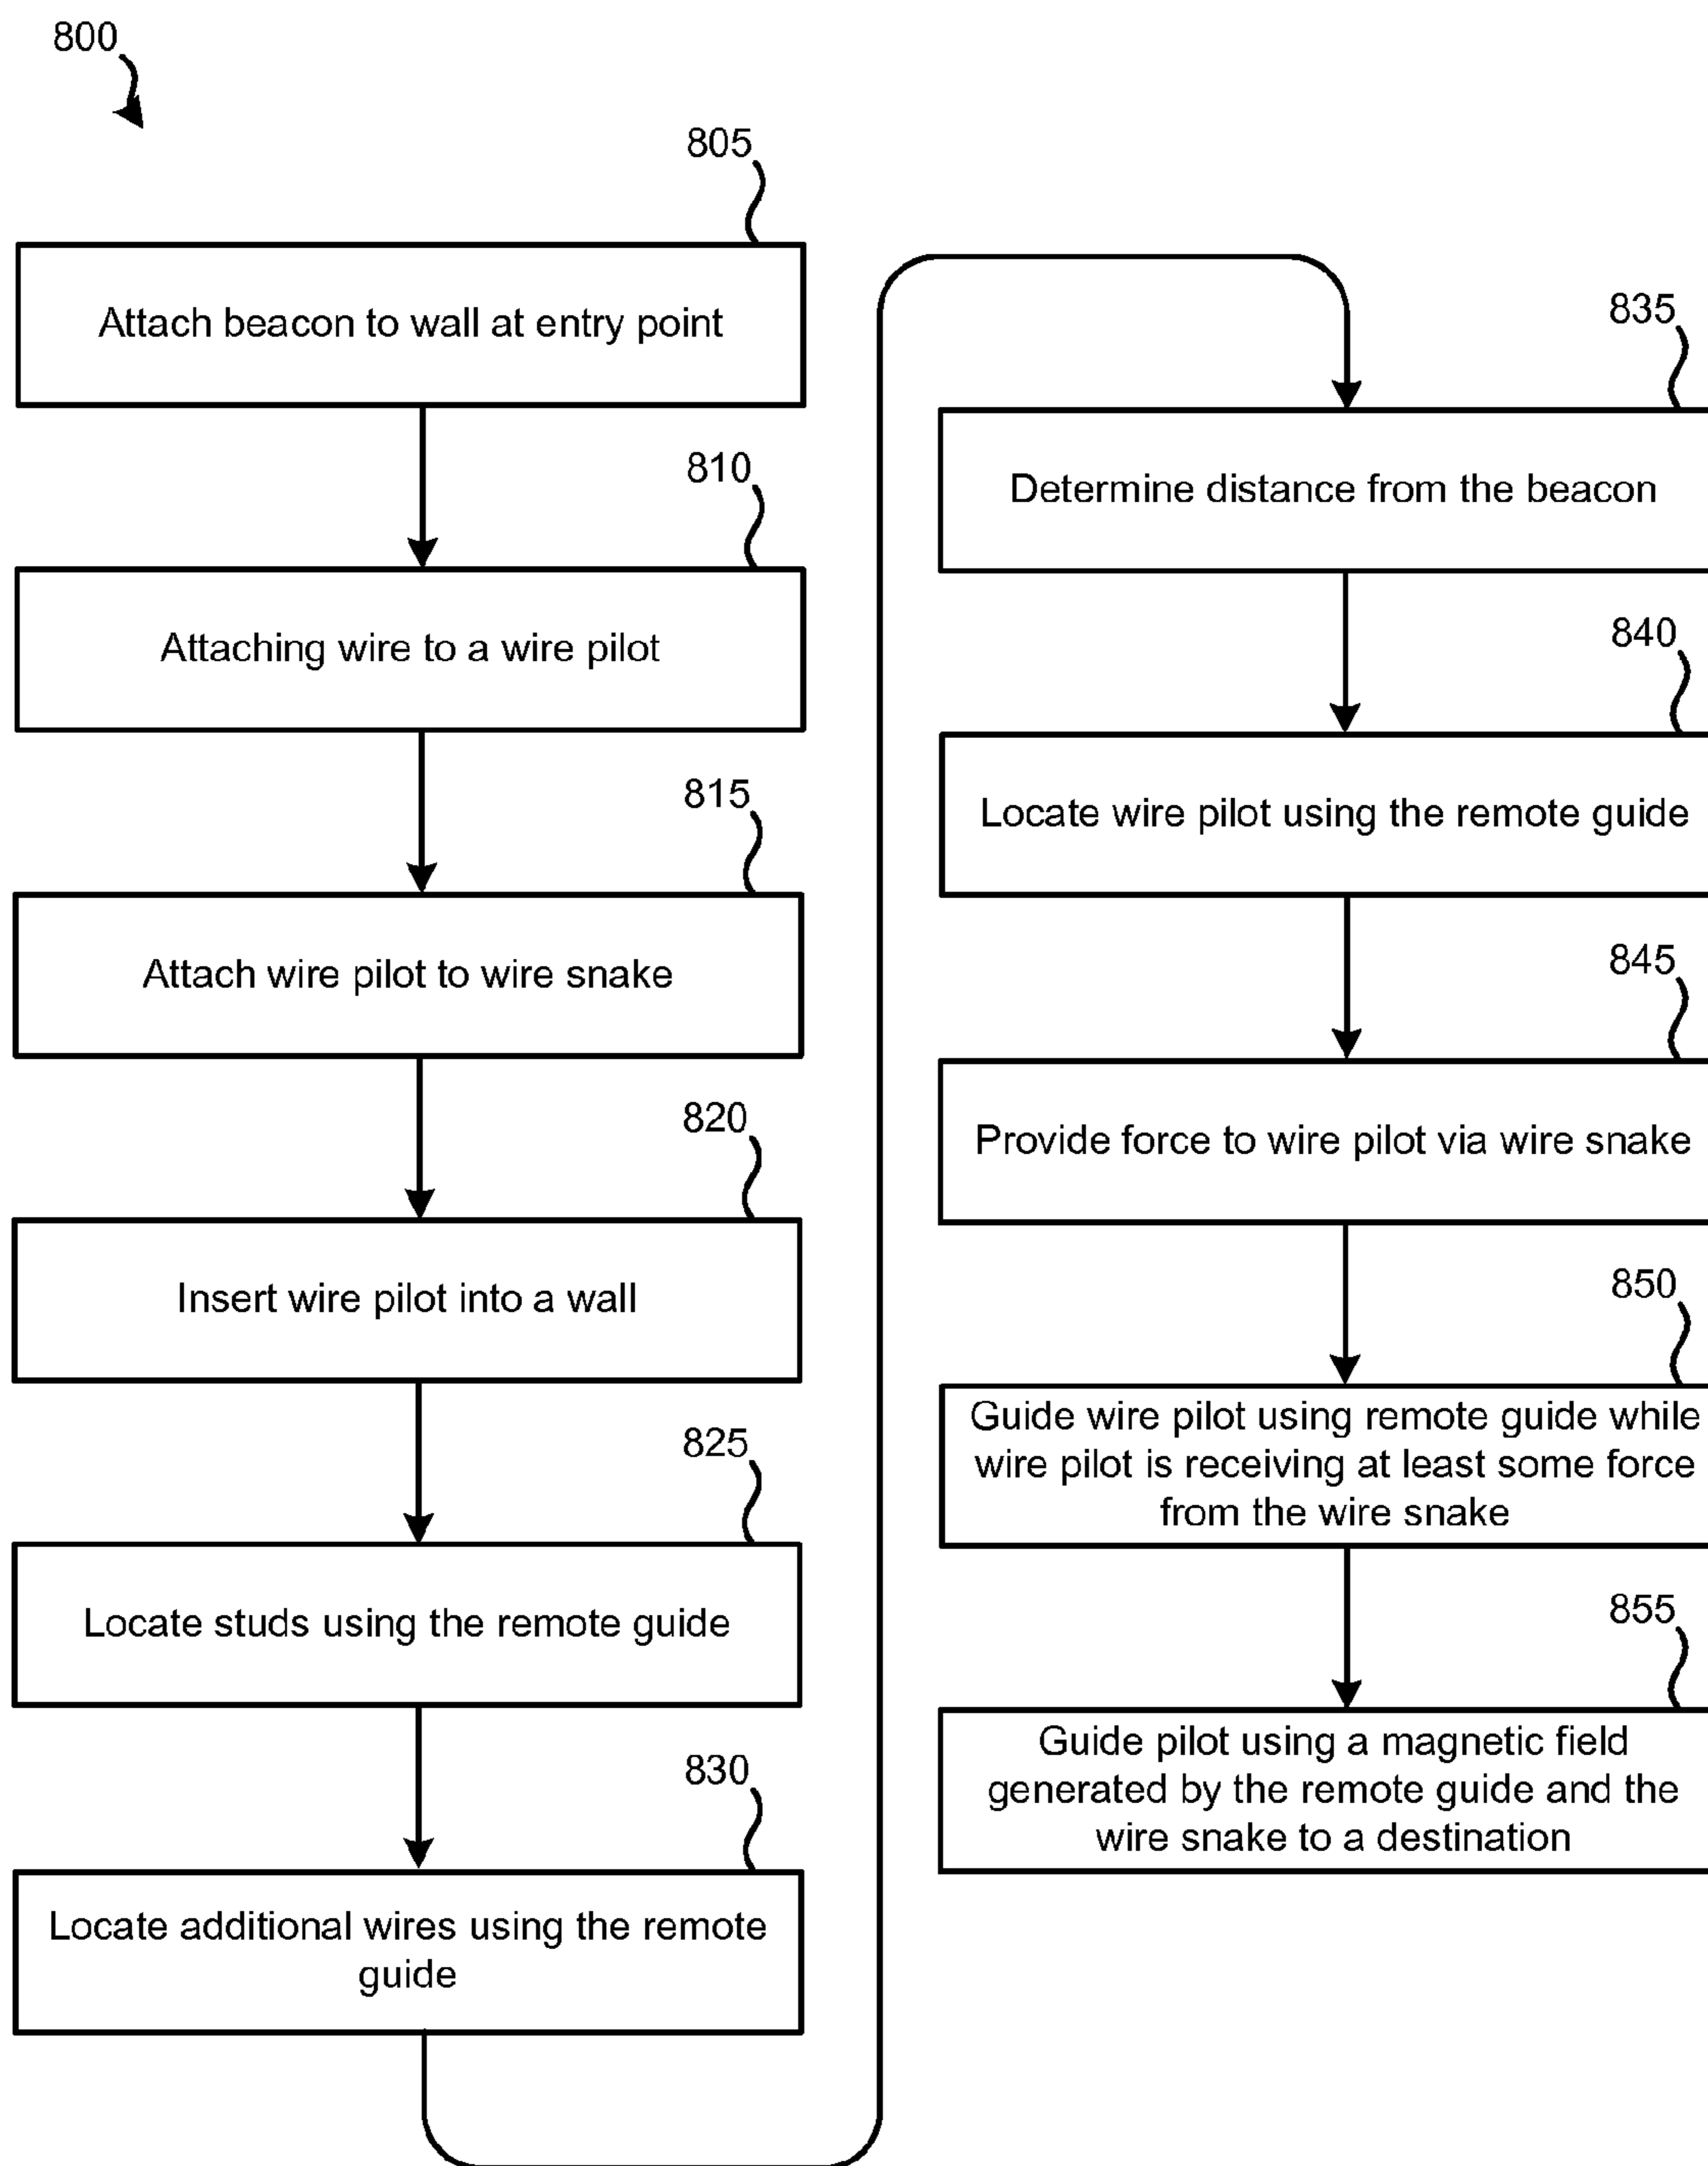 800
805
Attach beacon to wall at entry point
810
Attaching wire to a wire pilot
815
Attach wire pilot to wire snake
820
Insert wire pilot into a wall
825
Locate studs using the remote guide
830
Locate additional wires using the remote
guide
835
Determine distance from the beacon
840
Locate wire pilot using the remote guide
845
Provide force to wire pilot via wire snake
850
Guide wire pilot using remote guide while
wire pilot is receiving at least some force
from the wire snake
855
Guide pilot using a magnetic field
generated by the remote guide and the
wire snake to a destination